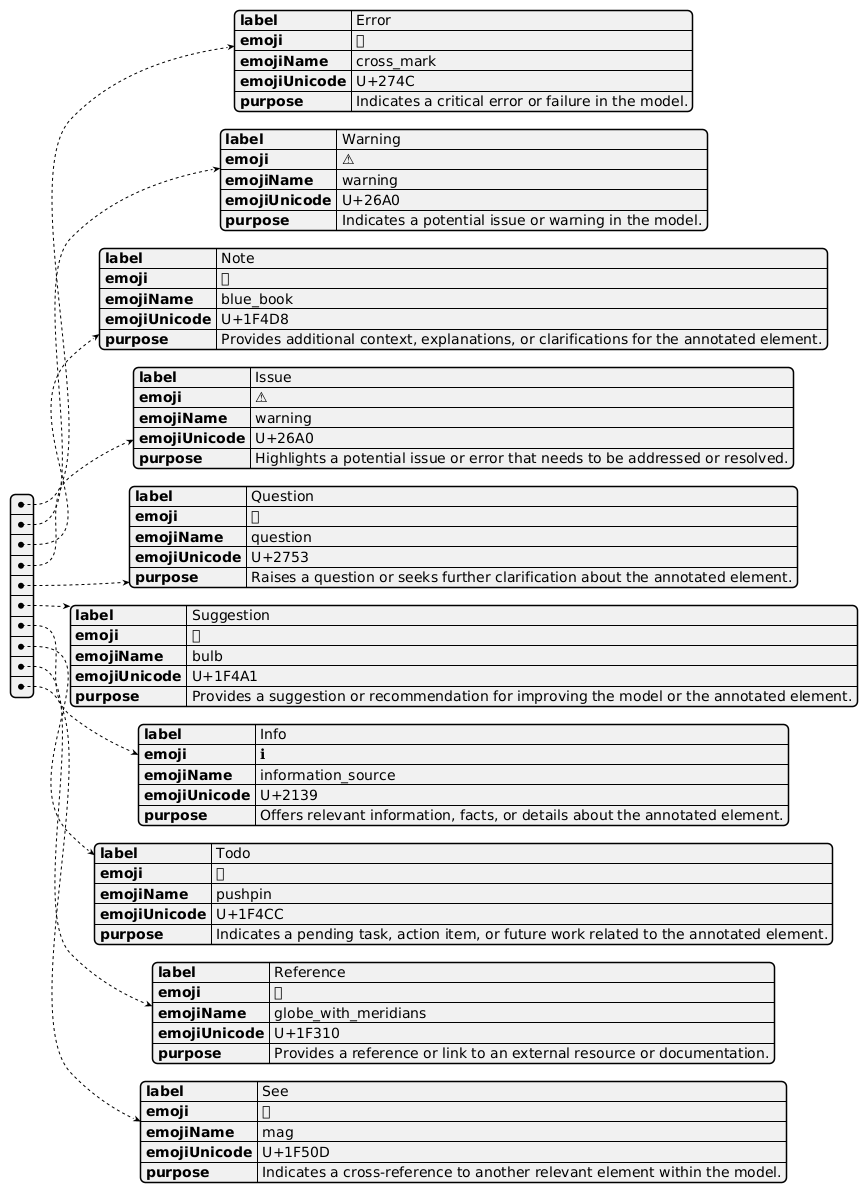 label Error
emoji
emojiName cross_mark
emojiUnicode U+274C
purpose Indicates a critical error or failure in the model.
label Warning
emoji ⚠
emojiName warning
emojiUnicode U+26A0
purpose Indicates a potential issue or warning in the model.
label Note
emoji
emojiName blue_book
emojiUnicode U+1F4D8
purpose Provides additional context, explanations, or clarifications for the annotated element.
label Issue
emoji ⚠
emojiName warning
emojiUnicode U+26A0
purpose Highlights a potential issue or error that needs to be addressed or resolved.
label Question
emoji
emojiName question
emojiUnicode U+2753
purpose Raises a question or seeks further clarification about the annotated element.
label Suggestion
emoji
emojiName bulb
emojiUnicode U+1F4A1
purpose Provides a suggestion or recommendation for improving the model or the annotated element.
label Info
emoji ℹ
emojiName information_source
emojiUnicode U+2139
purpose Offers relevant information, facts, or details about the annotated element.
label Todo
emoji
emojiName pushpin
emojiUnicode U+1F4CC
purpose Indicates a pending task, action item, or future work related to the annotated element.
label Reference
emoji
emojiName globe_with_meridians
emojiUnicode U+1F310
purpose Provides a reference or link to an external resource or documentation.
label See
emoji
emojiName mag
emojiUnicode U+1F50D
purpose Indicates a cross-reference to another relevant element within the model.